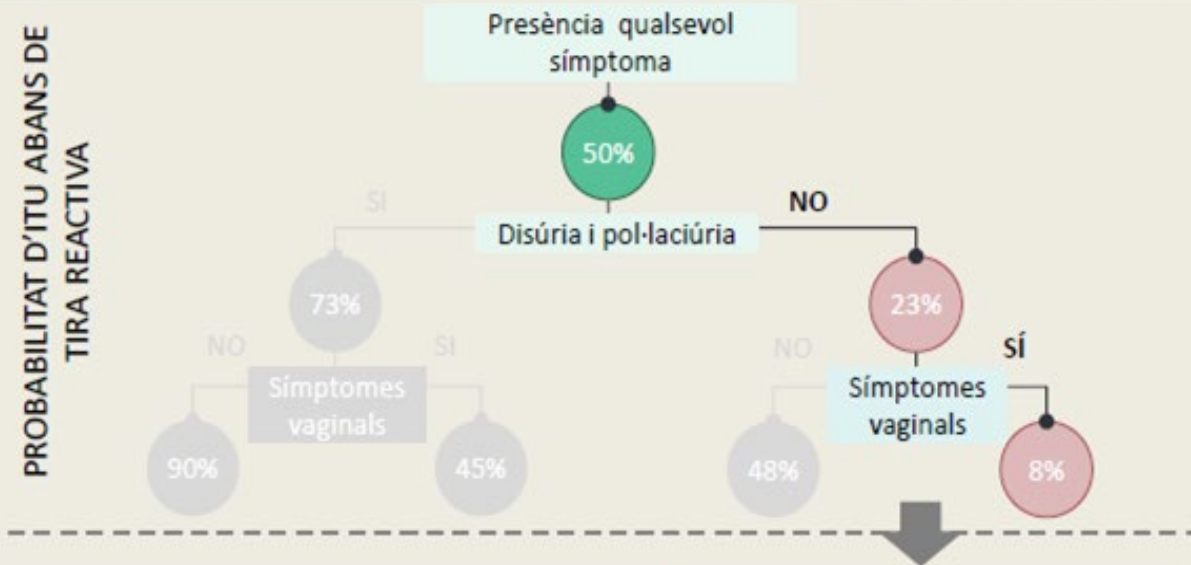 PROBABILITAT D'ITU ABANS DE
TIRA REACTIVA
Presència qualsevol
símptoma
50%
SI
NO
Disúria i pol·laciúria
73%
23%
NO
SI
NO
SÍ
Símptomes
vaginals
Símptomes
vaginals
90%
45%
48%
8%